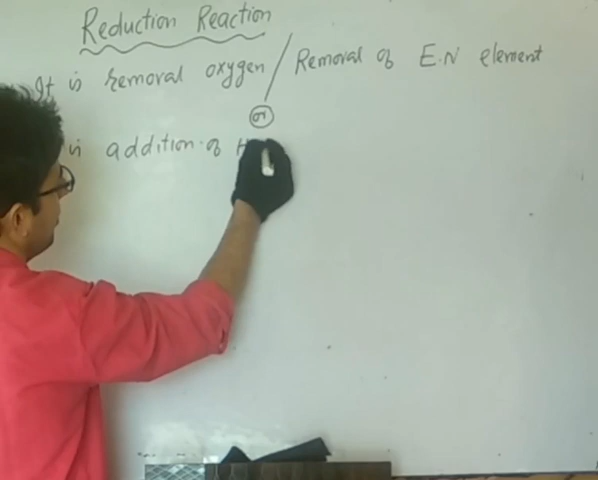 Reduction Reaction
It is removal oxygen / Removal of E.N element
(or)
is addition of H